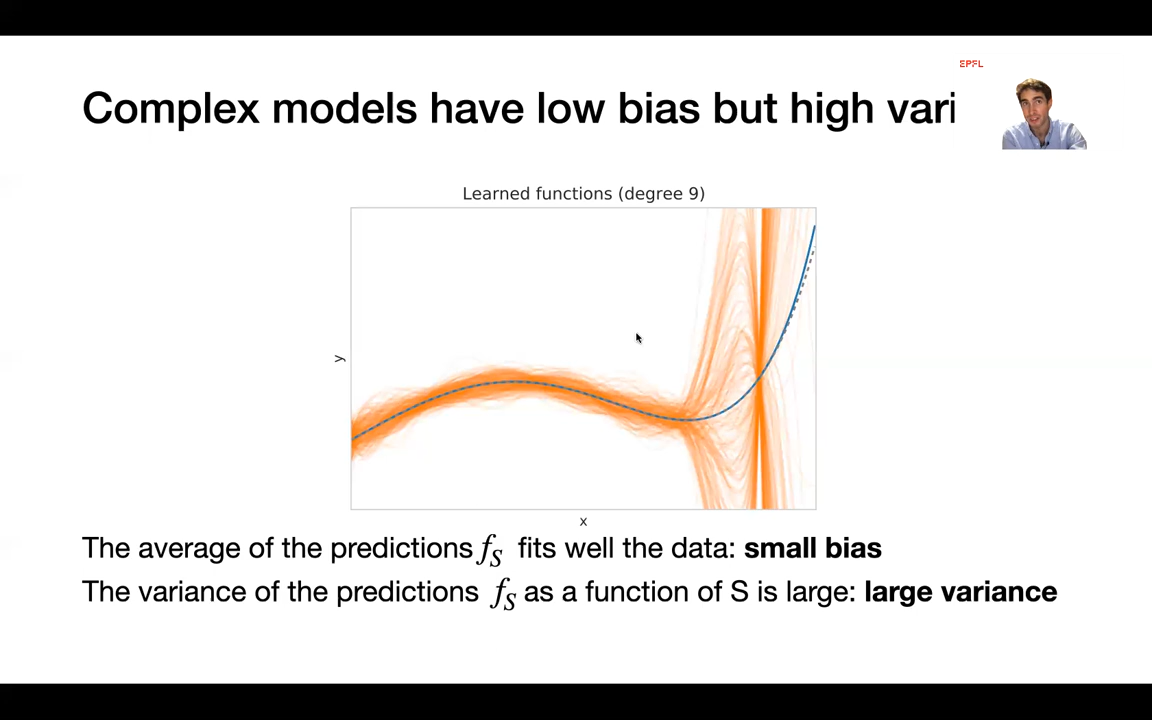 EPFL
Complex models have low bias but high vari
Learned functions (degree 9)
y
x
The average of the predictions fS fits well the data: small bias
The variance of the predictions fS as a function of S is large: large variance